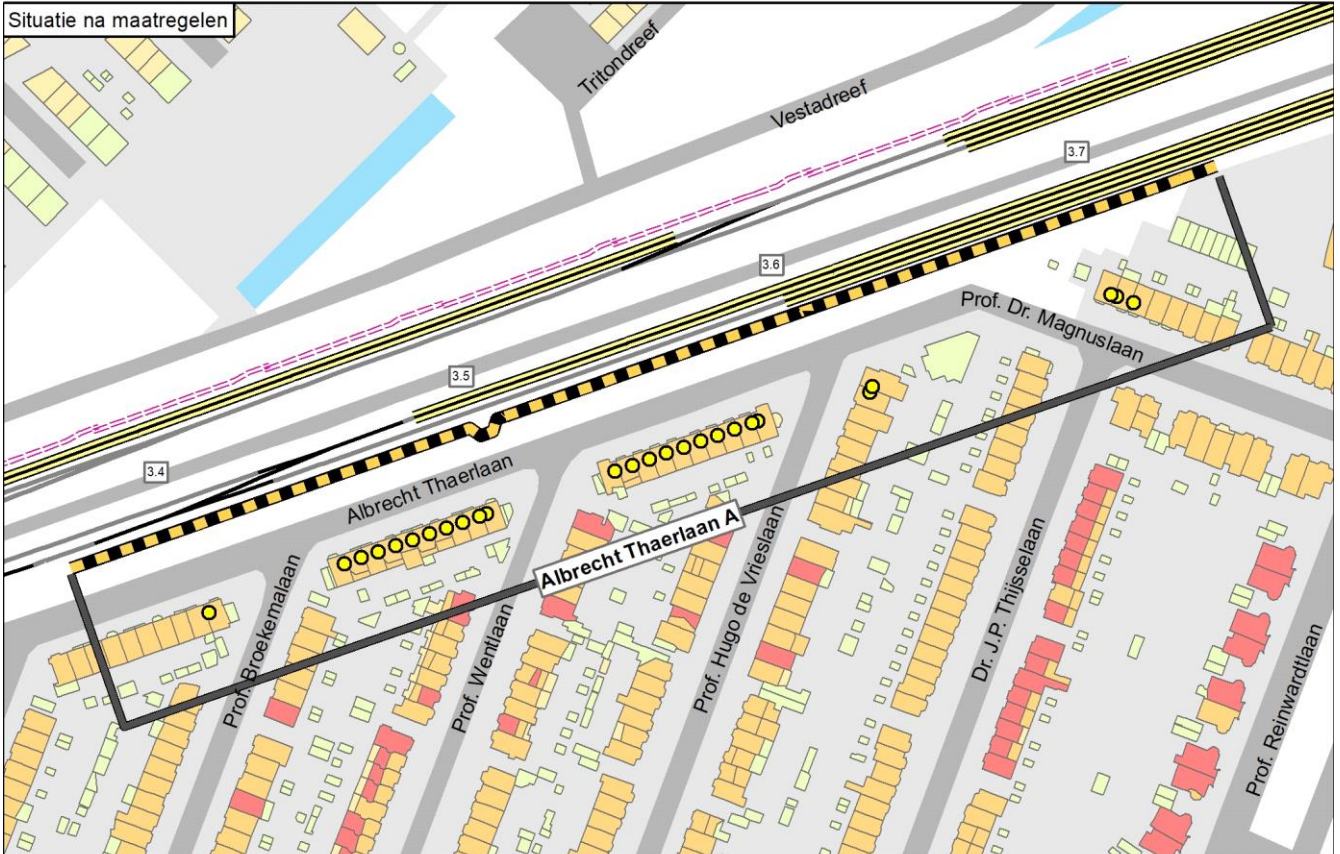 Situatie na maatregelen
Tritondreef
Vestadreef
3.7
3.6
Prof. Dr. Magnuslaan
3.5
3.4
Albrecht Thaerlaan
Albrecht Thaerlaan A
Prof. Broekemalaan
Prof. Wentlaan
Prof. Hugo de Vrieslaan
Dr. J.P. Thijsselaan
Prof. Reinwardtlaan